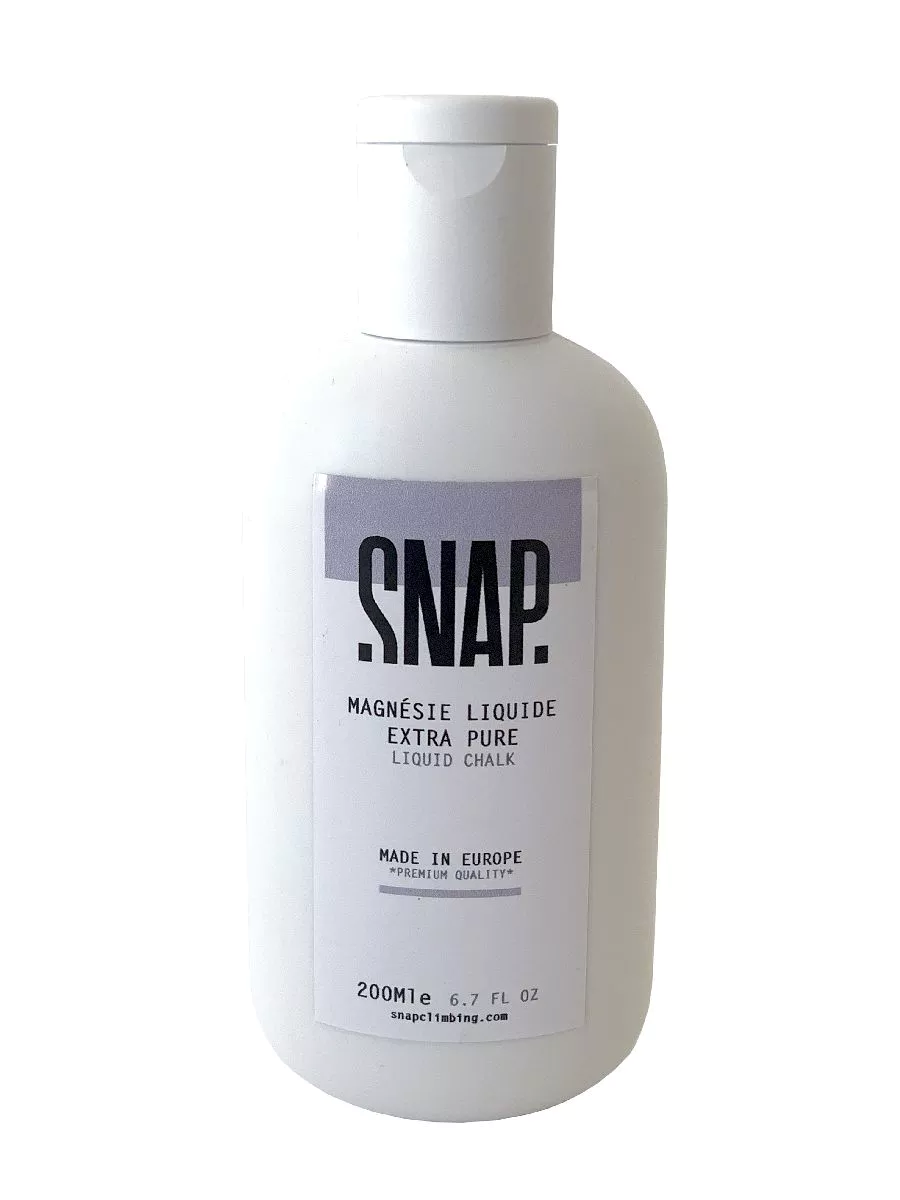 SNAP.
MAGNÉSIE LIQUIDE
EXTRA PURE
LIQUID CHALK
MADE IN EUROPE
*PREMIUM QUALITY*
200Mle 6.7 FL OZ
snapclimbing.com